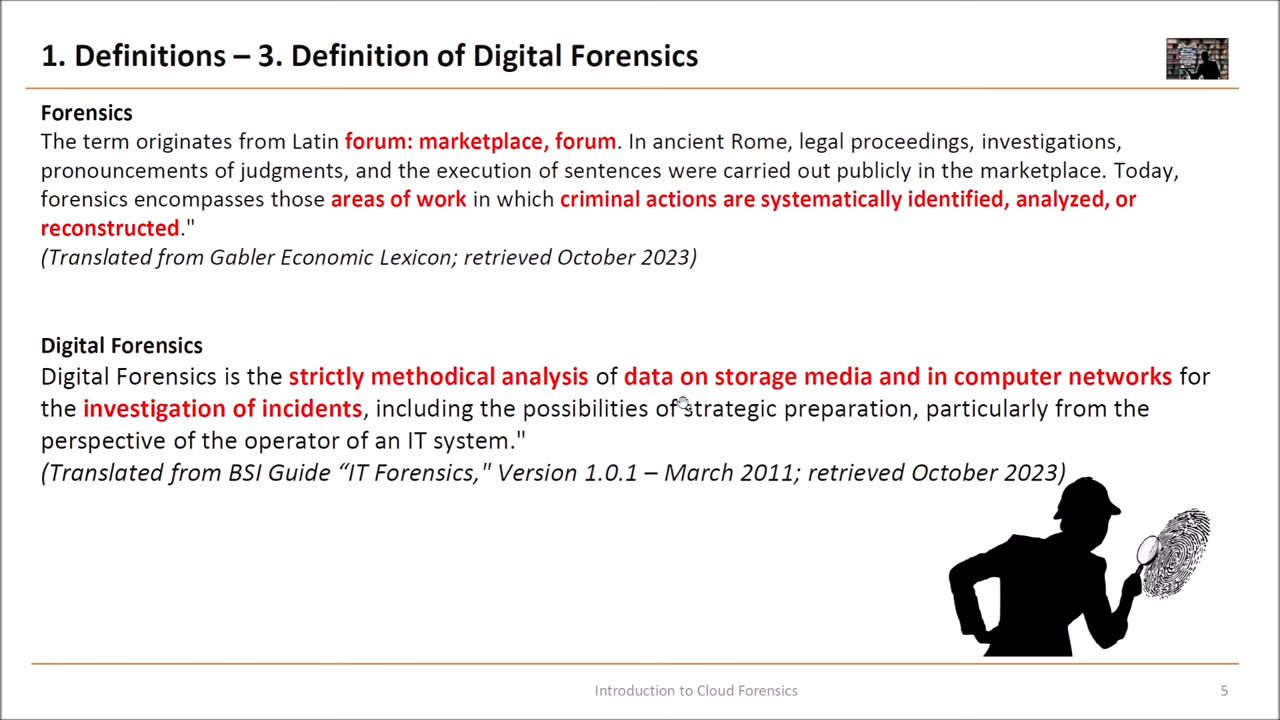 1. Definitions – 3. Definition of Digital Forensics
Forensics
The term originates from Latin forum: marketplace, forum. In ancient Rome, legal proceedings, investigations,
pronouncements of judgments, and the execution of sentences were carried out publicly in the marketplace. Today,
forensics encompasses those areas of work in which criminal actions are systematically identified, analyzed, or
reconstructed."
(Translated from Gabler Economic Lexicon; retrieved October 2023)
Digital Forensics
Digital Forensics is the strictly methodical analysis of data on storage media and in computer networks for
the investigation of incidents, including the possibilities of strategic preparation, particularly from the
perspective of the operator of an IT system."
(Translated from BSI Guide “IT Forensics," Version 1.0.1 – March 2011; retrieved October 2023)
Introduction to Cloud Forensics
5